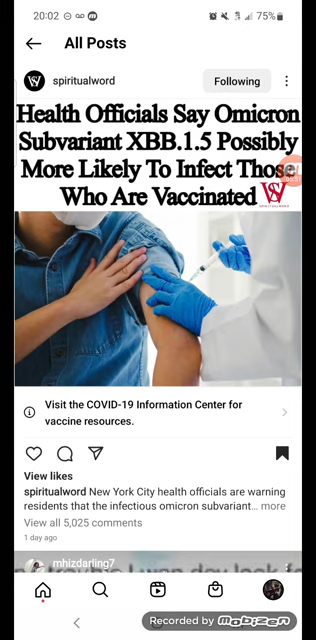 20:02
75%
All Posts
spiritualword
Following
Health Officials Say Omicron
Subvariant XBB.1.5 Possibly
More Likely To Infect Those
Who Are Vaccinated
Visit the COVID-19 Information Center for
vaccine resources.
View likes
spiritualword New York City health officials are warning
residents that the infectious omicron subvariant... more
View all 5,025 comments
1 day ago
mhizdarling7
Recorded by mobizen